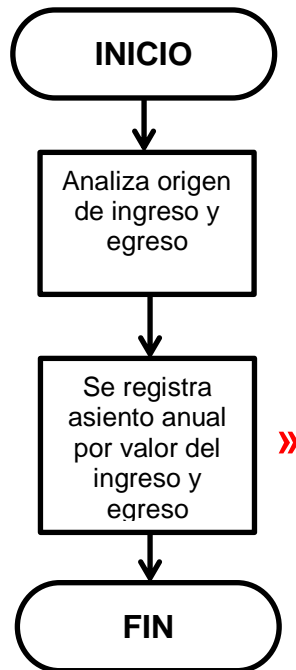 INICIO
Analiza origen
de ingreso y
egreso
Se registra
asiento anual
por valor del
ingreso y
egreso
»
FIN